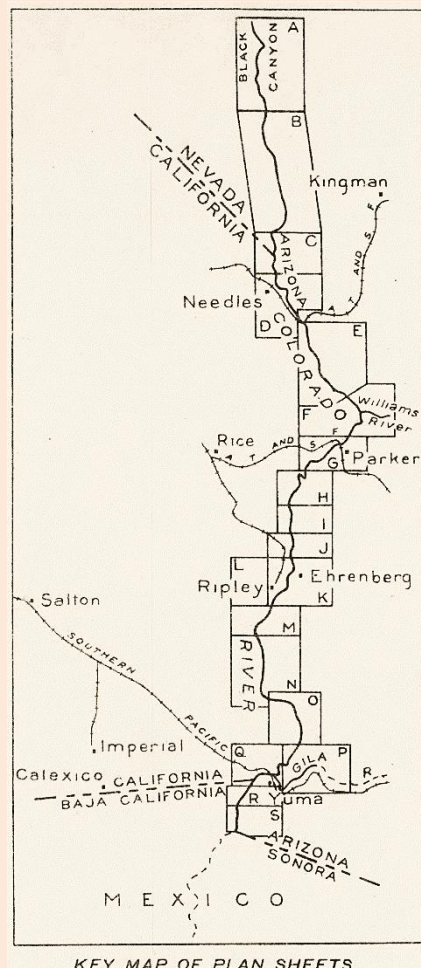 A
BLACK CANYON
B
NEVADA
CALIFORNIA
Kingman
C
ARIZONA
A T AND S F
Needles
D
COLORADO
E
F
Williams
River
Rice
A T AND S F
Parker
G
H
I
J
L
Ripley
Ehrenberg
K
Salton
M
SOUTHERN PACIFIC
RIVER
N
O
Imperial
Q
P
GILA R.
Calexico
CALIFORNIA
BAJA CALIFORNIA
R
Yuma
S
ARIZONA
SONORA
MEXICO
KEY MAP OF PLAN SHEETS